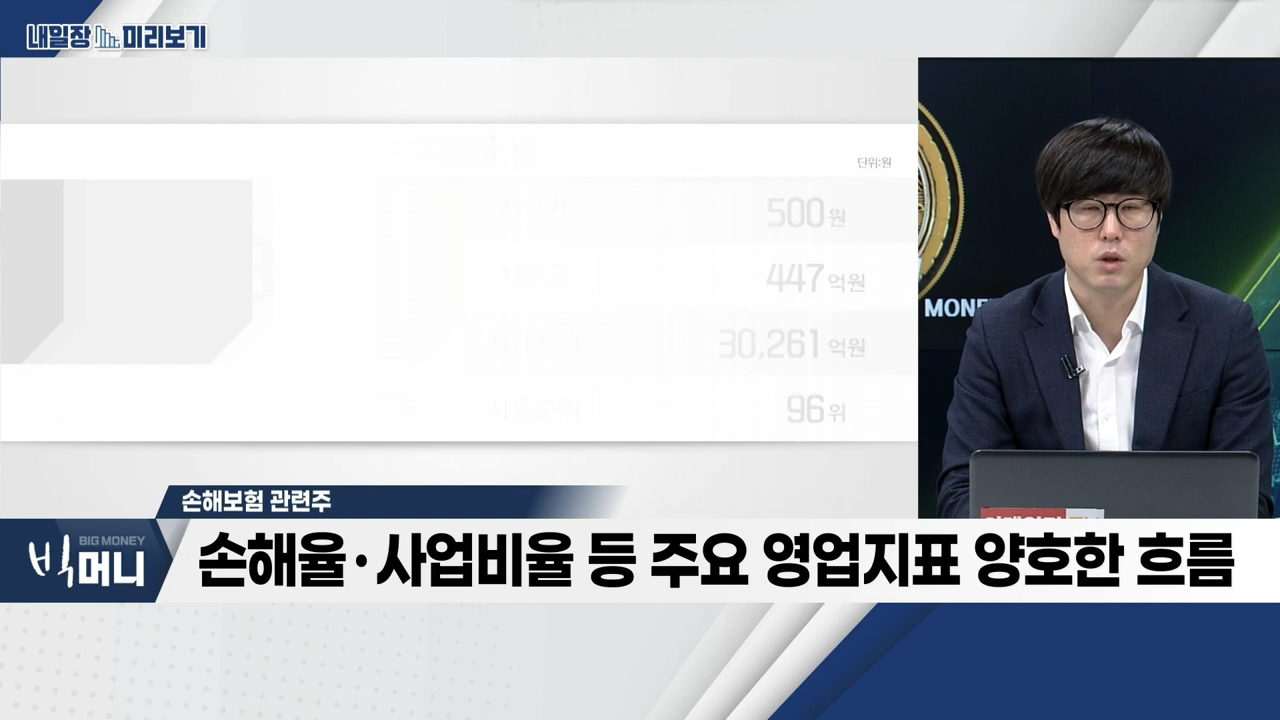 내일장 미리보기
단위:원
500원
447억원
30,261억원
96위
MONE
손해보험 관련주
BIG MONEY
빅머니
손해율·사업비율 등 주요 영업지표 양호한 흐름